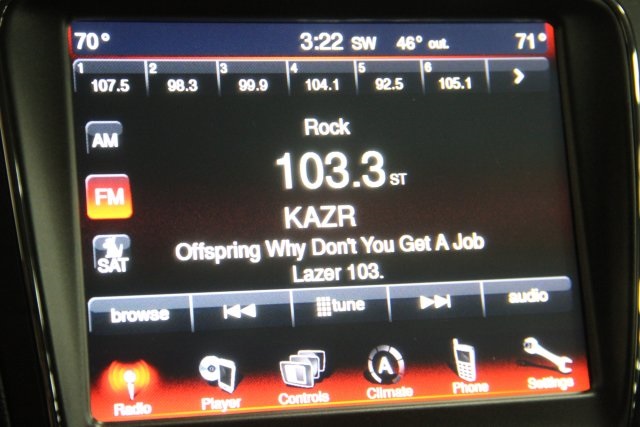 70° 3:22 SW 46° out. 71°
1 107.5 2 98.3 3 99.9 4 104.1 5 92.5 6 105.1 >
AM
Rock
103.3 ST
FM
KAZR
Offspring Why Don't You Get A Job
SAT
Lazer 103.
browse tune audio
A
Radio Player Controls Climate Phone Settings